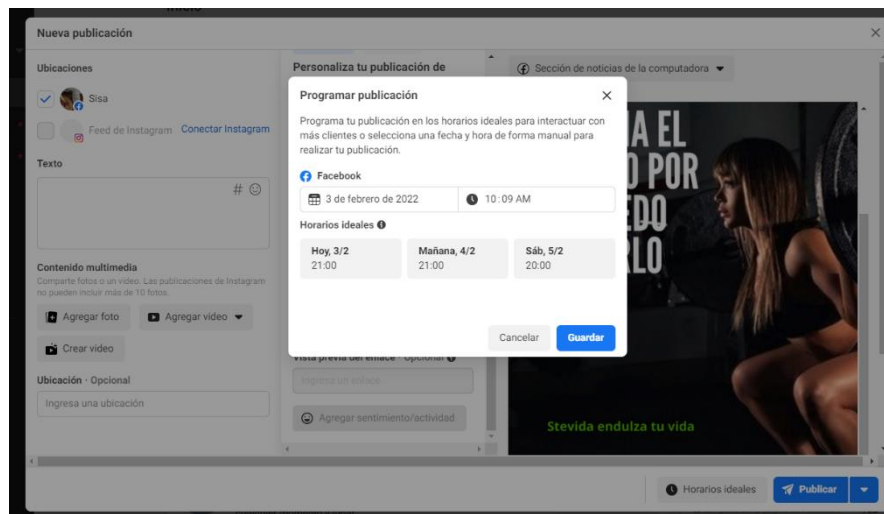 Nueva publicación
Ubicaciones
Sisa
Feed de Instagram Conectar Instagram
Texto
Contenido multimedia
Comparte fotos o un video. Las publicaciones de Instagram
no pueden incluir más de 10 fotos.
Agregar foto
Agregar video
Crear video
Ubicación · Opcional
Ingresa una ubicación
Personaliza tu publicación de
Programar publicación
Programa tu publicación en los horarios ideales para interactuar con
más clientes o selecciona una fecha y hora de forma manual para
realizar tu publicación.
Facebook
3 de febrero de 2022
10:09 AM
Horarios ideales
Hoy, 3/2
21:00
Mañana, 4/2
21:00
Sáb, 5/2
20:00
Cancelar
Guardar
Vista previa del enlace · Opcional
Ingresa un enlace
Agregar sentimiento/actividad
Sección de noticias de la computadora
A EL
POR
Stevida endulza tu vida
Horarios ideales
Publicar